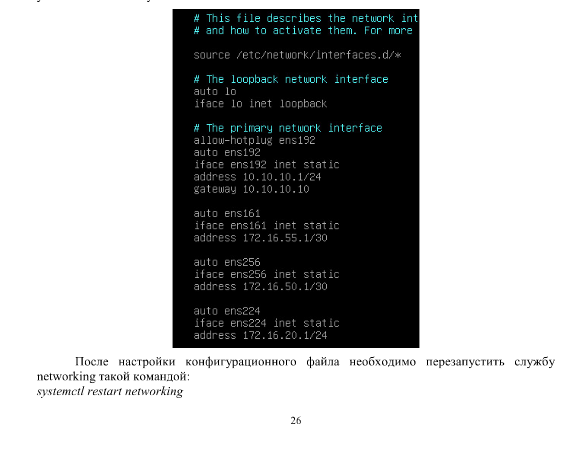 # This file describes the network int
# and how to activate them. For more
source /etc/network/interfaces.d/*
# The loopback network interface
auto lo
iface lo inet loopback
# The primary network interface
allow-hotplug ens192
auto ens192
iface ens192 inet static
address 10.10.10.1/24
gateway 10.10.10.10
auto ens161
iface ens161 inet static
address 172.16.55.1/30
auto ens256
iface ens256 inet static
address 172.16.50.1/30
auto ens224
iface ens224 inet static
address 172.16.20.1/24
После настройки конфигурационного файла необходимо перезапустить службу
networking такой командой:
systemctl restart networking
26